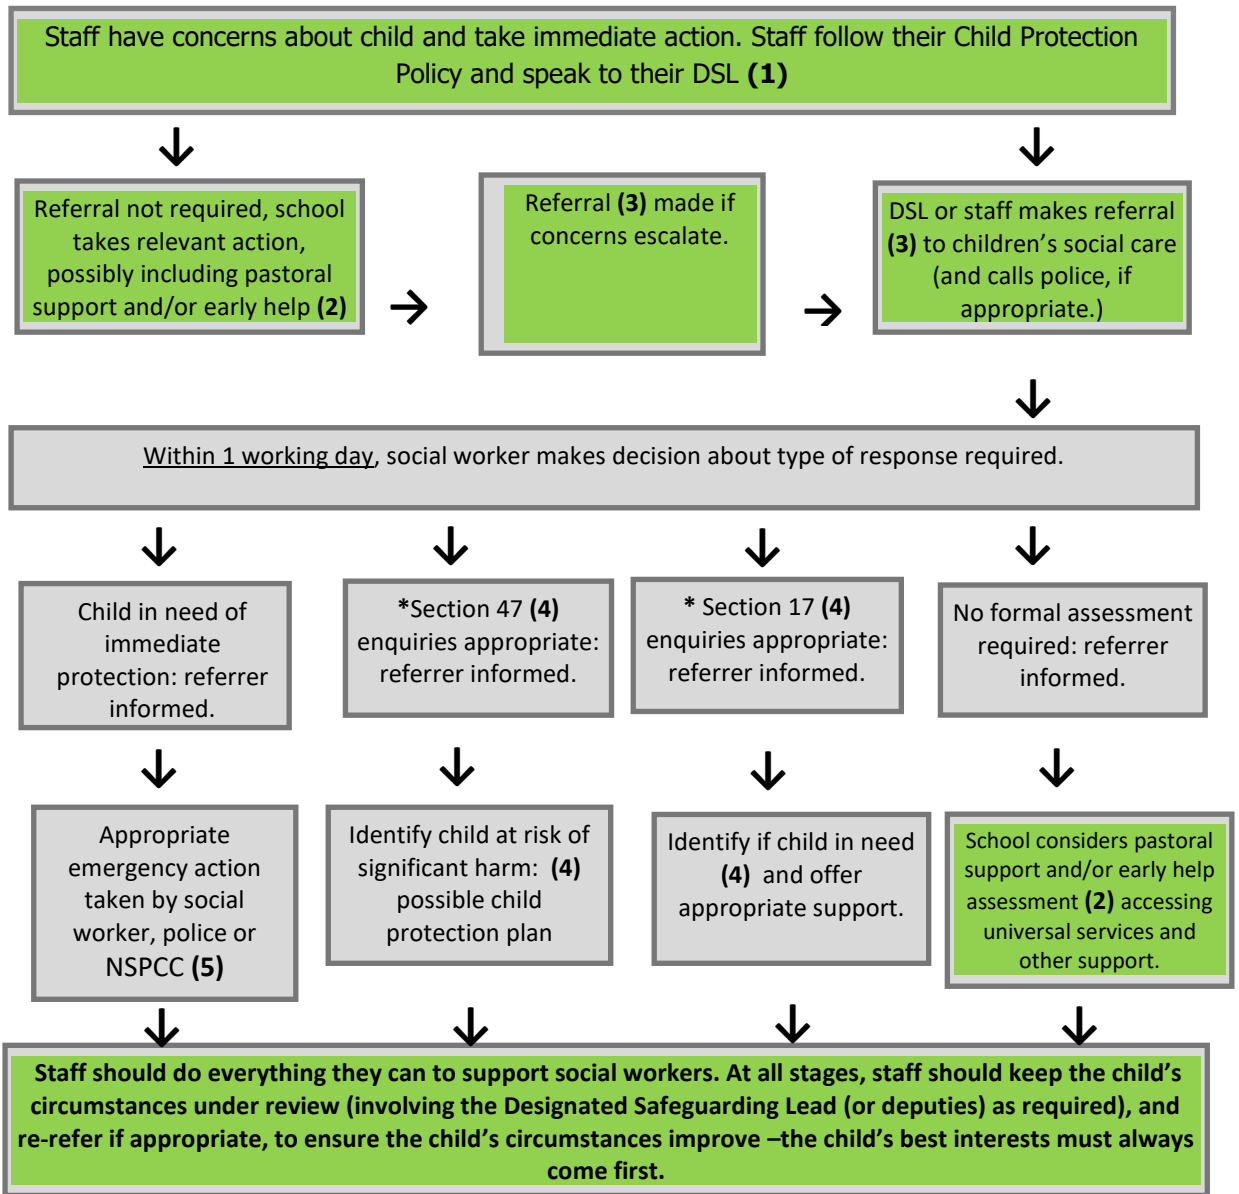 Staff have concerns about child and take immediate action. Staff follow their Child Protection
Policy and speak to their DSL (1)
Referral not required, school
takes relevant action,
possibly including pastoral
support and/or early help (2)
Referral (3) made if
concerns escalate.
DSL or staff makes referral
(3) to children’s social care
(and calls police, if
appropriate.)
Within 1 working day, social worker makes decision about type of response required.
Child in need of
immediate
protection: referrer
informed.
*Section 47 (4)
enquiries appropriate:
referrer informed.
* Section 17 (4)
enquiries appropriate:
referrer informed.
No formal assessment
required: referrer
informed.
Appropriate
emergency action
taken by social
worker, police or
NSPCC (5)
Identify child at risk of
significant harm: (4)
possible child
protection plan
Identify if child in need
(4) and offer
appropriate support.
School considers pastoral
support and/or early help
assessment (2) accessing
universal services and
other support.
Staff should do everything they can to support social workers. At all stages, staff should keep the child’s
circumstances under review (involving the Designated Safeguarding Lead (or deputies) as required), and
re-refer if appropriate, to ensure the child’s circumstances improve –the child’s best interests must always
come first.